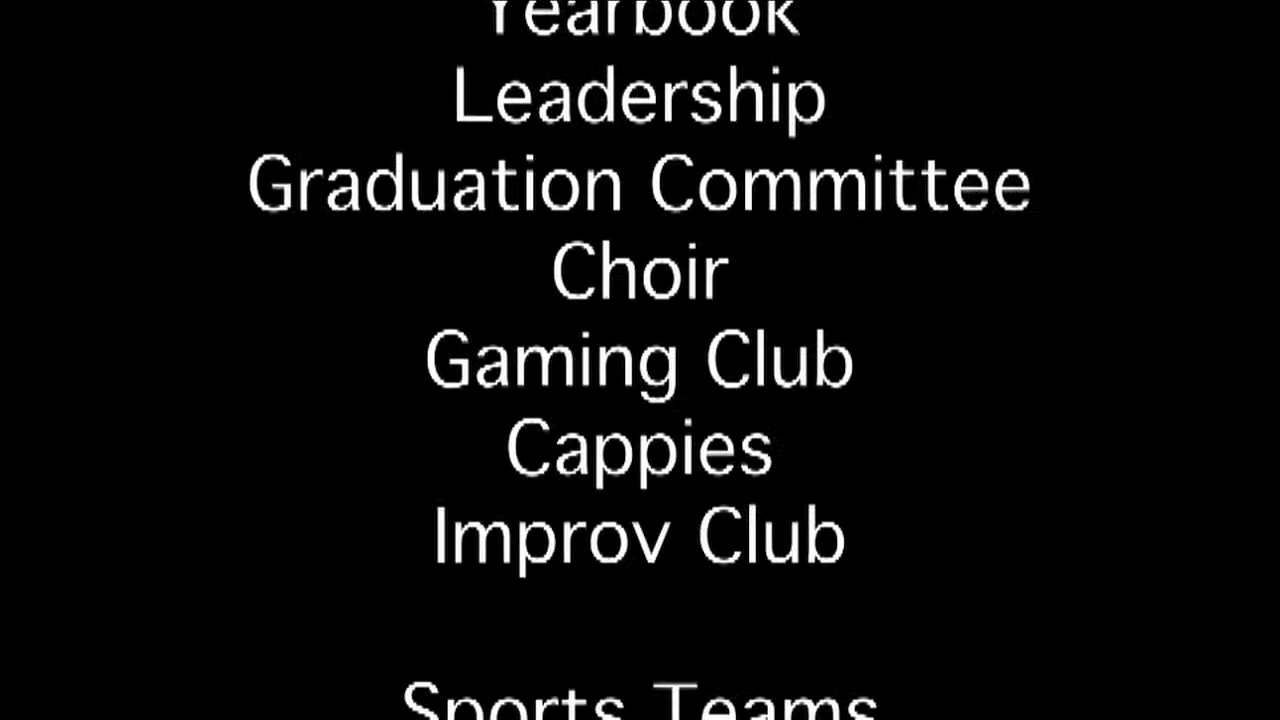 Yearbook
Leadership
Graduation Committee
Choir
Gaming Club
Cappies
Improv Club
Sports Teams